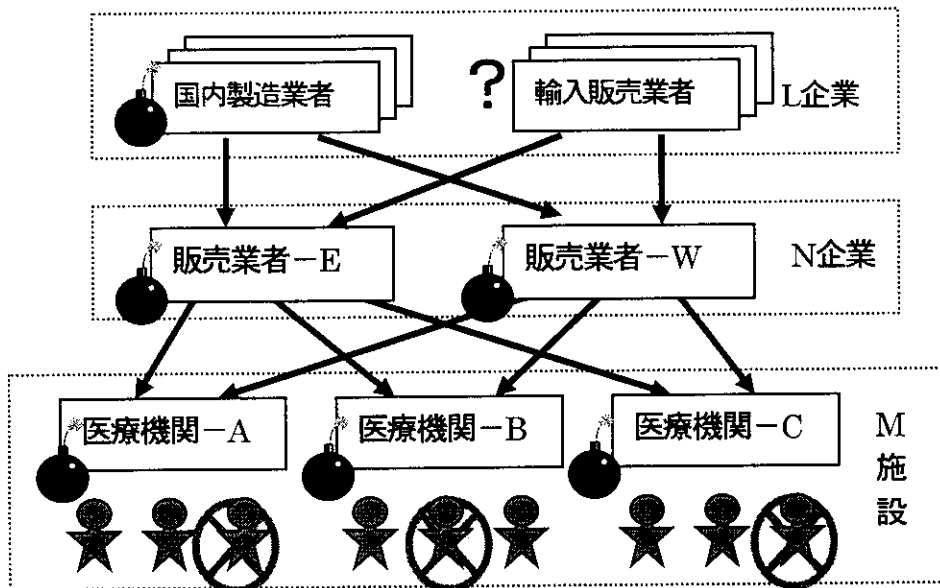 国内製造業者
?
輸入販売業者
L企業
販売業者－E
販売業者－W
N企業
医療機関－A
医療機関－B
医療機関－C
M
施
設